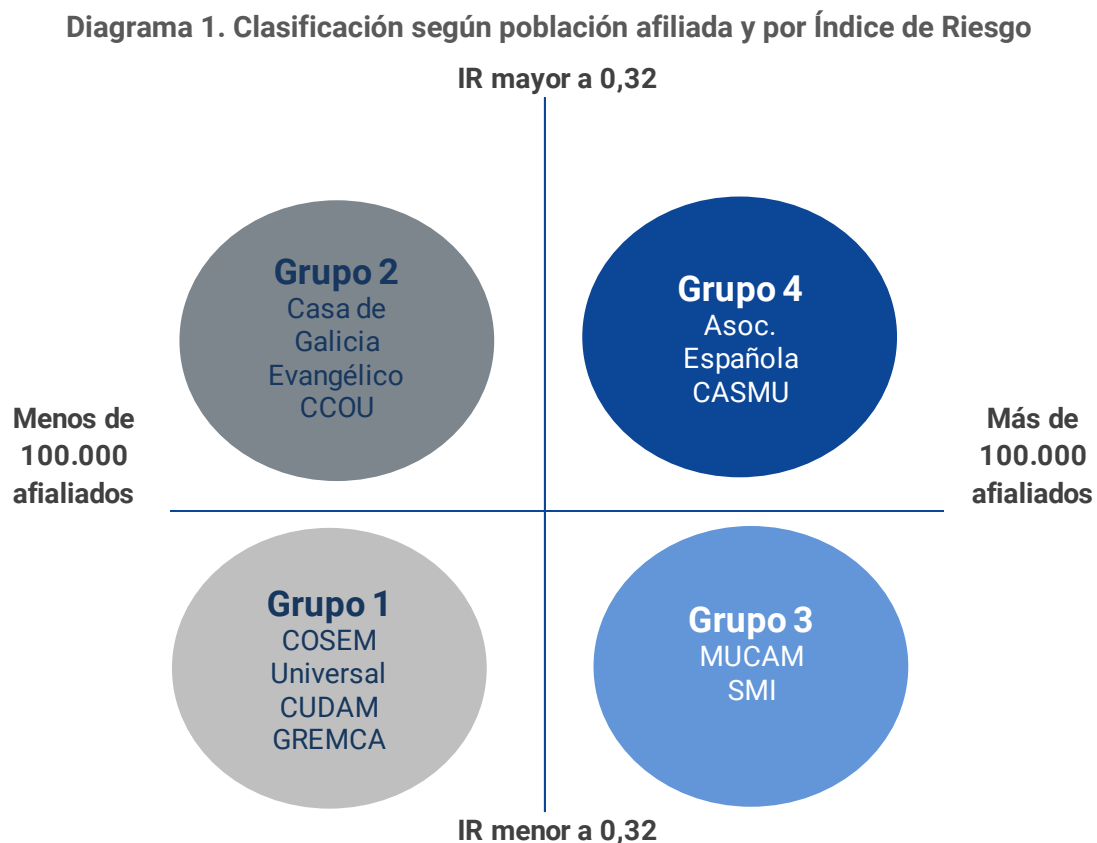 Diagrama 1. Clasificación según población afiliada y por Índice de Riesgo
IR mayor a 0,32
Grupo 2
Casa de
Galicia
Evangélico
CCOU
Grupo 4
Asoc.
Española
CASMU
Menos de
100.000
afialiados
Más de
100.000
afialiados
Grupo 1
COSEM
Universal
CUDAM
GREMCA
Grupo 3
MUCAM
SMI
IR menor a 0,32